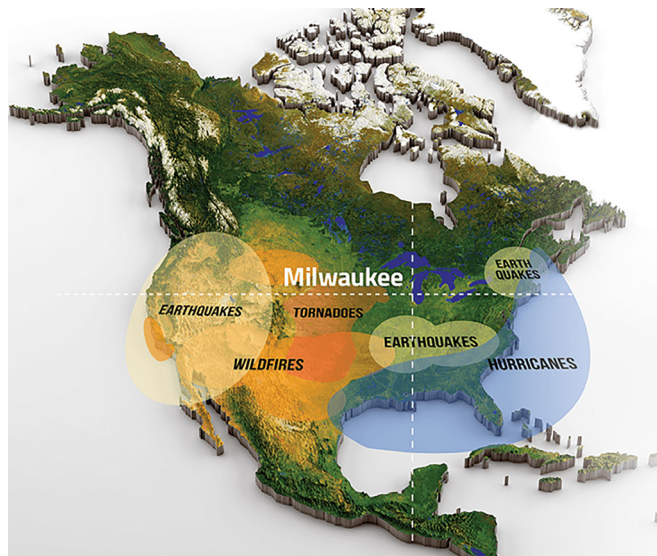 EARTH
QUAKES
Milwaukee
EARTHQUAKES
TORNADOES
EARTHQUAKES
WILDFIRES
HURRICANES